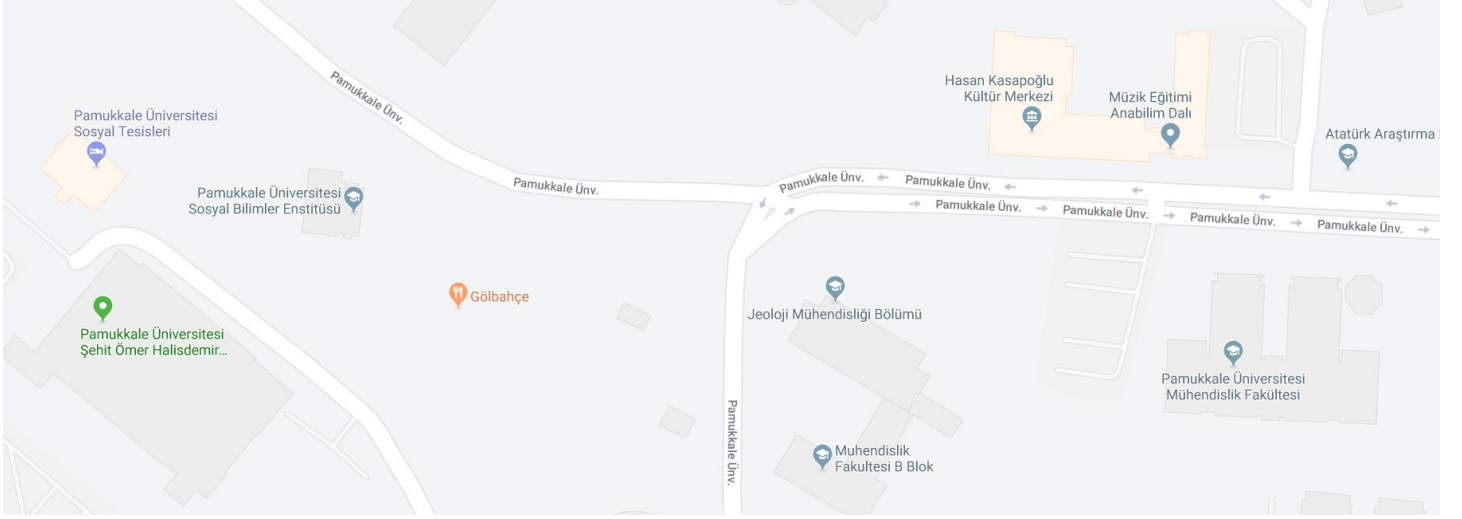 Pamukkale Ünv.
Hasan Kasapoğlu
Kültür Merkezi
Müzik Eğitimi
Anabilim Dalı
Pamukkale Üniversitesi
Sosyal Tesisleri
Atatürk Araştırma
Pamukkale Üniversitesi
Sosyal Bilimler Enstitüsü
Pamukkale Ünv.
Pamukkale Ünv.
Pamukkale Ünv.
Pamukkale Ünv.
Pamukkale Ünv.
Pamukkale Ünv.
Pamukkale Ünv.
Gölbahçe
Jeoloji Mühendisliği Bölümü
Pamukkale Üniversitesi
Şehit Ömer Halisdemir...
Pamukkale Üniversitesi
Mühendislik Fakültesi
Pamukkale Ünv.
Muhendislik
Fakultesi B Blok